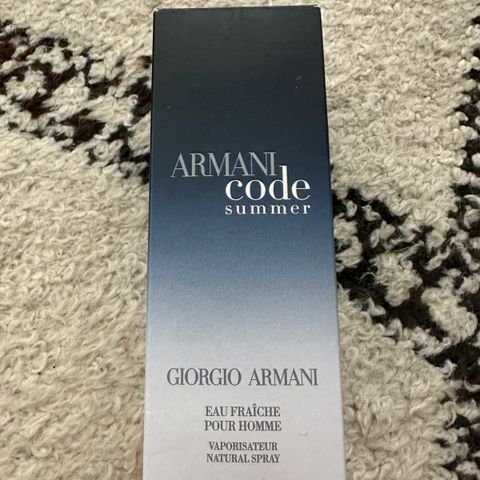 ARMANI
code
summer
GIORGIO ARMANI
EAU FRAÎCHE
POUR HOMME
VAPORISATEUR
NATURAL SPRAY